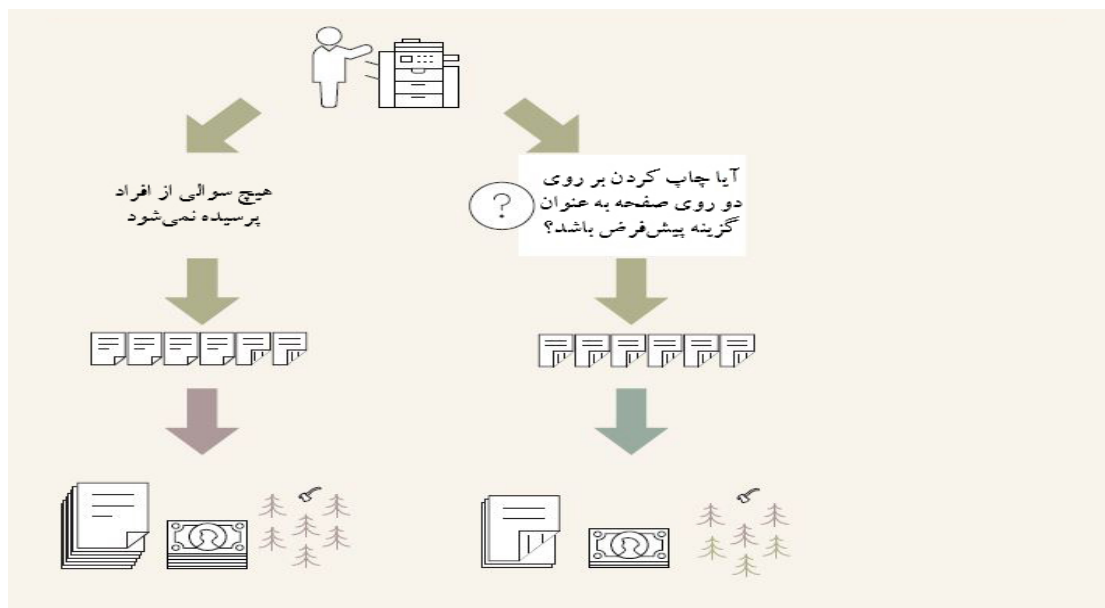 آیا چاپ کردن بر روی
دو روی صفحه به عنوان
گزینه پیش‌فرض باشد؟
?
هیچ سوالی از افراد
پرسیده نمی‌شود